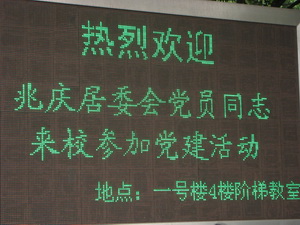 热烈欢迎
兆庆居委会党员同志
来校参加党建活动
地点：一号楼4楼阶梯教室